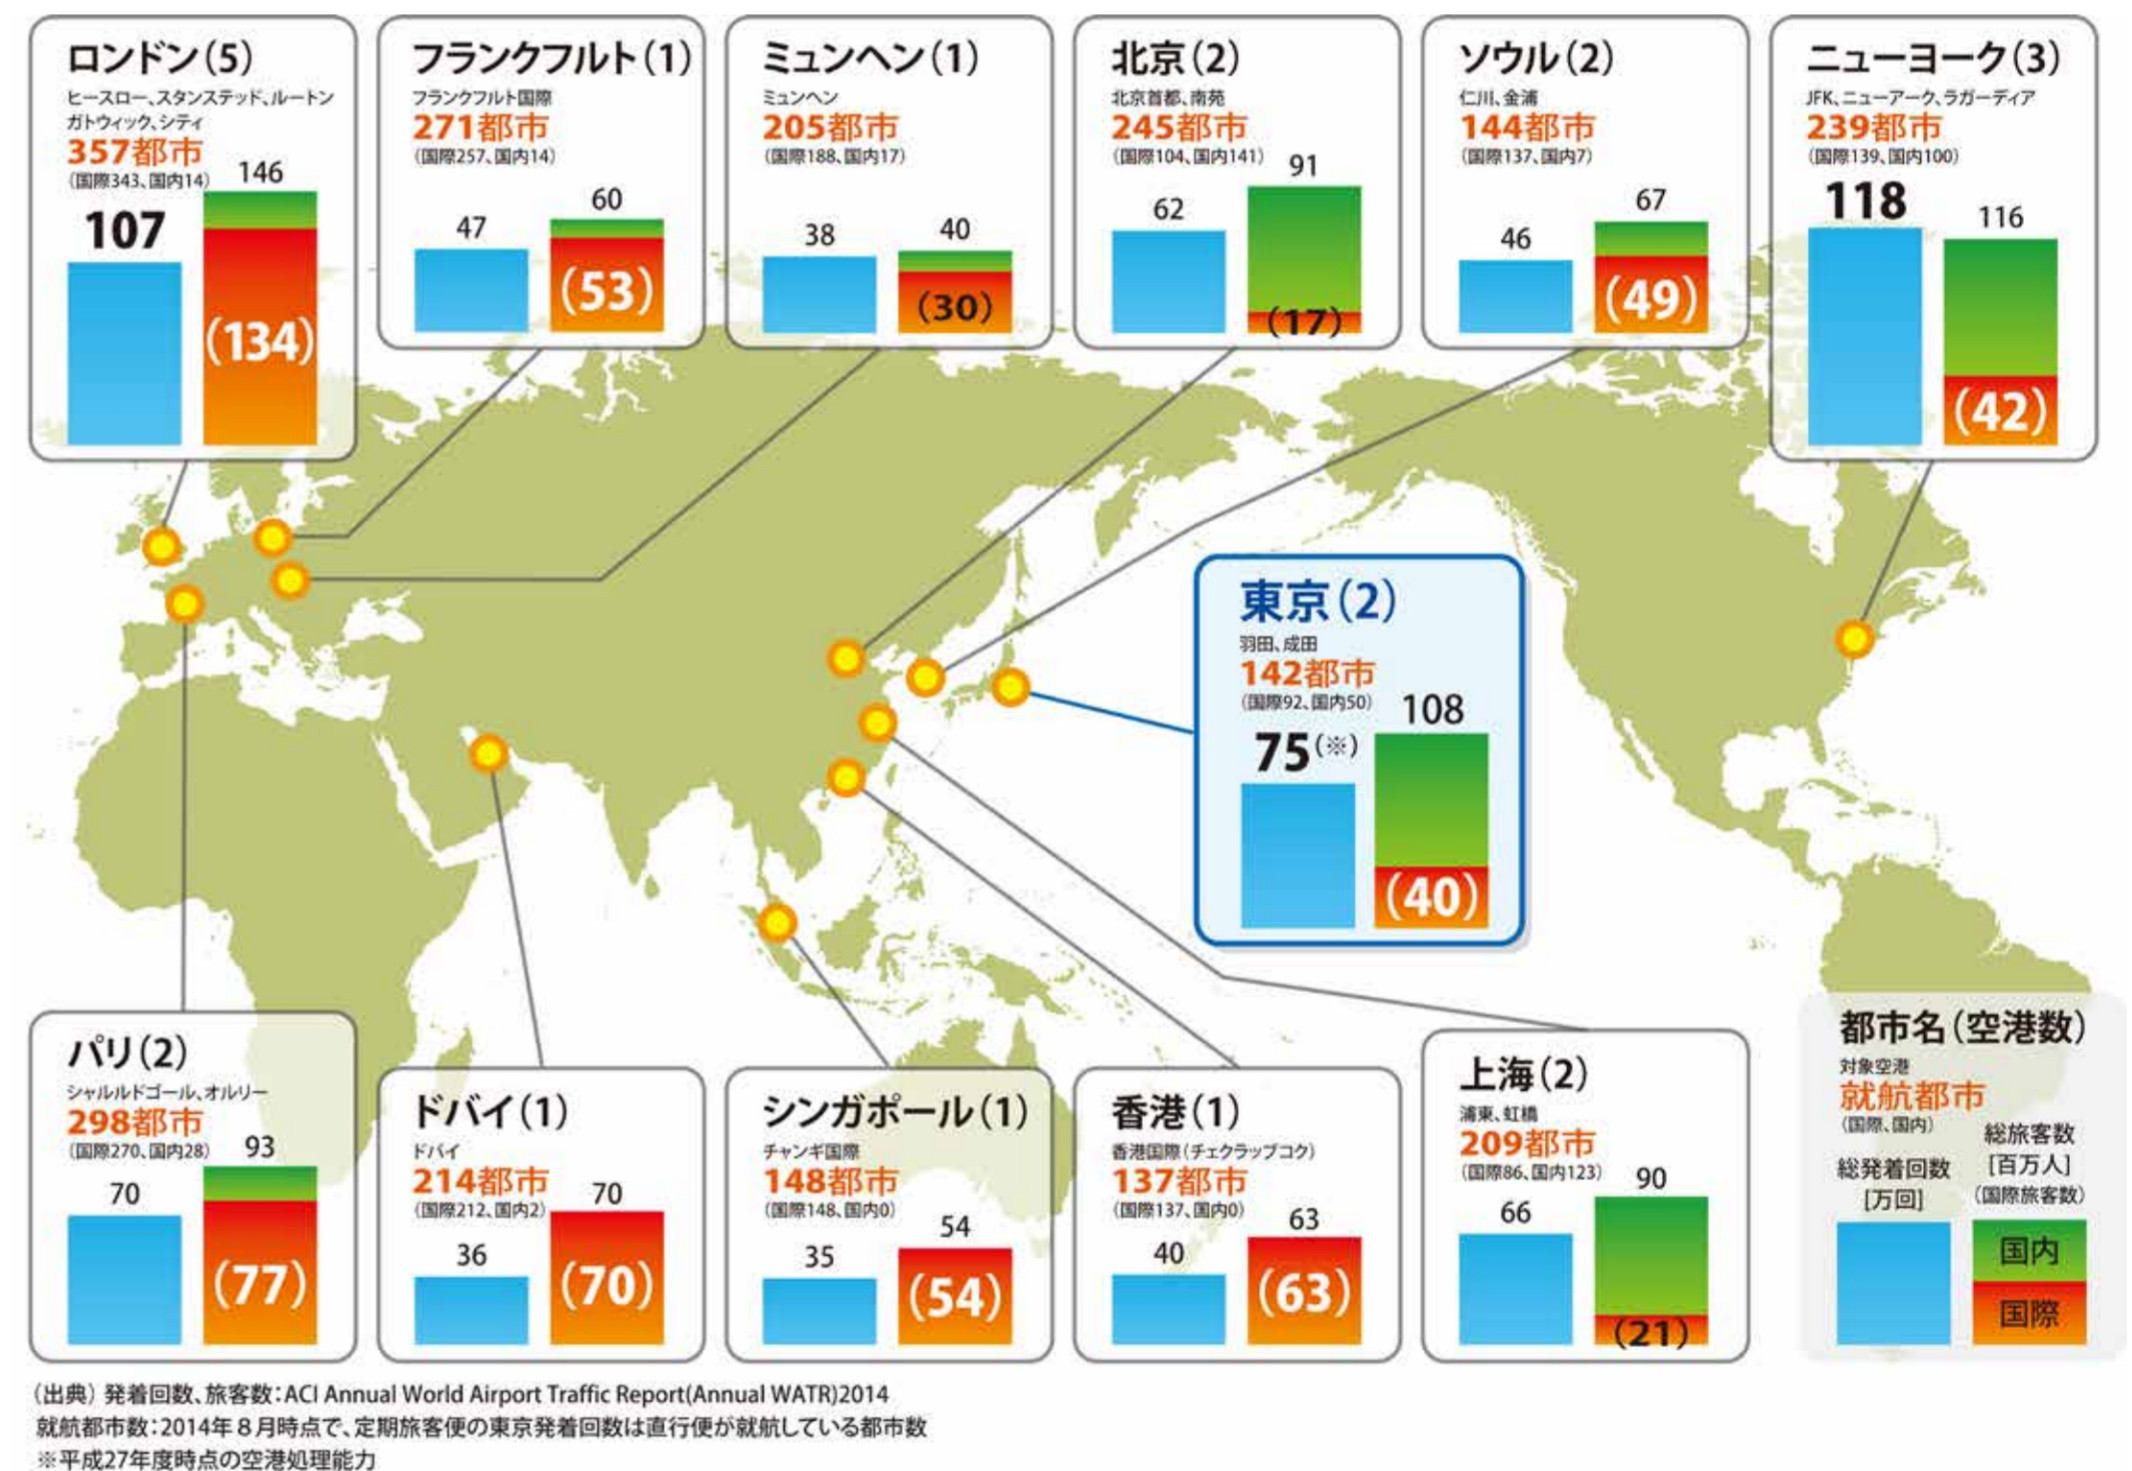 ロンドン(5)
ヒースロー、スタンステッド、ルートン
ガトウィック、シティ
357都市
(国際343、国内14)
146
107
(134)
フランクフルト(1)
フランクフルト国際
271都市
(国際257、国内14)
60
47
(53)
ミュンヘン(1)
ミュンヘン
205都市
(国際188、国内17)
40
38
(30)
北京(2)
北京首都、南苑
245都市
(国際104、国内141)
91
62
(17)
ソウル(2)
仁川、金浦
144都市
(国際137、国内7)
67
46
(49)
ニューヨーク(3)
JFK、ニューアーク、ラガーディア
239都市
(国際139、国内100)
118
116
(42)
東京(2)
羽田、成田
142都市
(国際92、国内50)
108
75(※)
(40)
パリ(2)
シャルルドゴール、オルリー
298都市
(国際270、国内28)
93
70
(77)
ドバイ(1)
ドバイ
214都市
(国際212、国内2)
70
36
(70)
シンガポール(1)
チャンギ国際
148都市
(国際148、国内0)
54
35
(54)
香港(1)
香港国際(チェクラップコク)
137都市
(国際137、国内0)
63
40
(63)
上海(2)
浦東、虹橋
209都市
(国際86、国内123)
90
66
(21)
都市名(空港数)
対象空港
就航都市
(国際、国内)
総旅客数
[百万人]
(国際旅客数)
総発着回数
[万回]
国内
国際
(出典) 発着回数、旅客数:ACI Annual World Airport Traffic Report(Annual WATR)2014
就航都市数:2014年8月時点で、定期旅客便の東京発着回数は直行便が就航している都市数
※平成27年度時点の空港処理能力